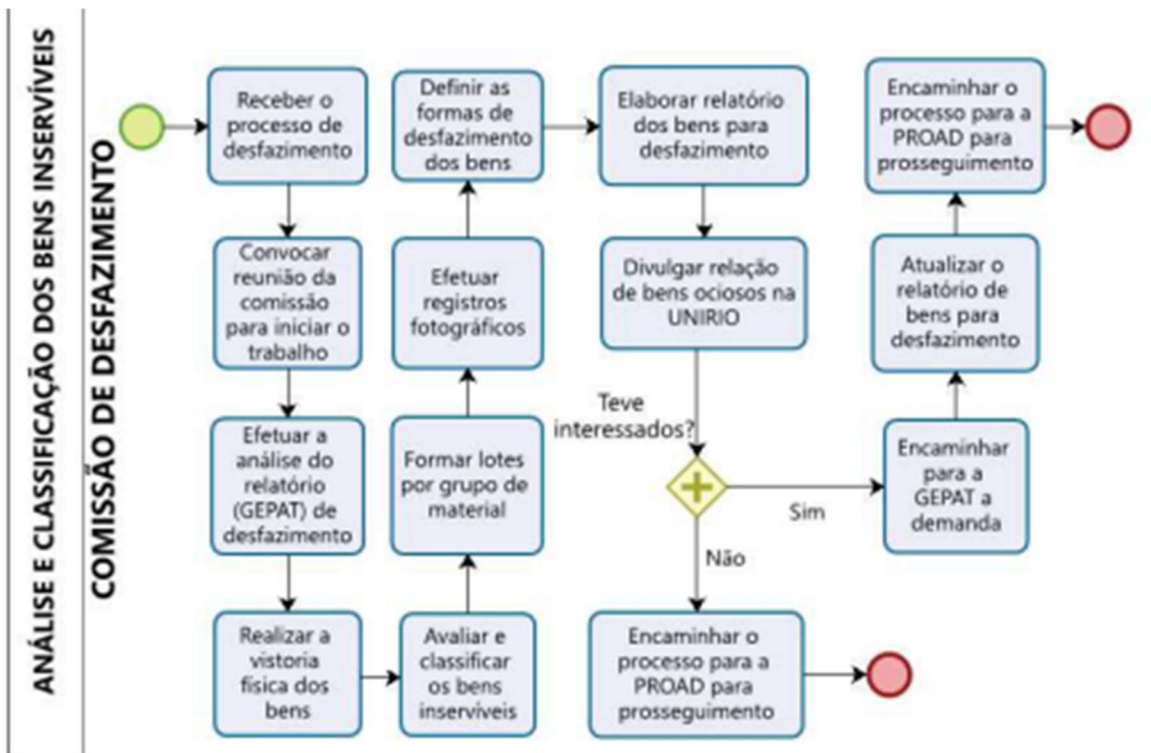 ANÁLISE E CLASSIFICAÇÃO DOS BENS INSERVÍVEIS
COMISSÃO DE DESFAZIMENTO
Receber o
processo de
desfazimento
Convocar
reunião da
comissão
para iniciar o
trabalho
Efetuar a
análise do
relatório
(GEPAT) de
desfazimento
Realizar a
vistoria
física dos
bens
Avaliar e
classificar
os bens
inservíveis
Formar lotes
por grupo de
material
Efetuar
registros
fotográficos
Definir as
formas de
desfazimento
dos bens
Elaborar relatório
dos bens para
desfazimento
Divulgar relação
de bens ociosos na
UNIRIO
Teve
interessados?
Sim
Não
Encaminhar o
processo para a
PROAD para
prosseguimento
Encaminhar
para a
GEPAT a
demanda
Atualizar o
relatório de
bens para
desfazimento
Encaminhar o
processo para a
PROAD para
prosseguimento